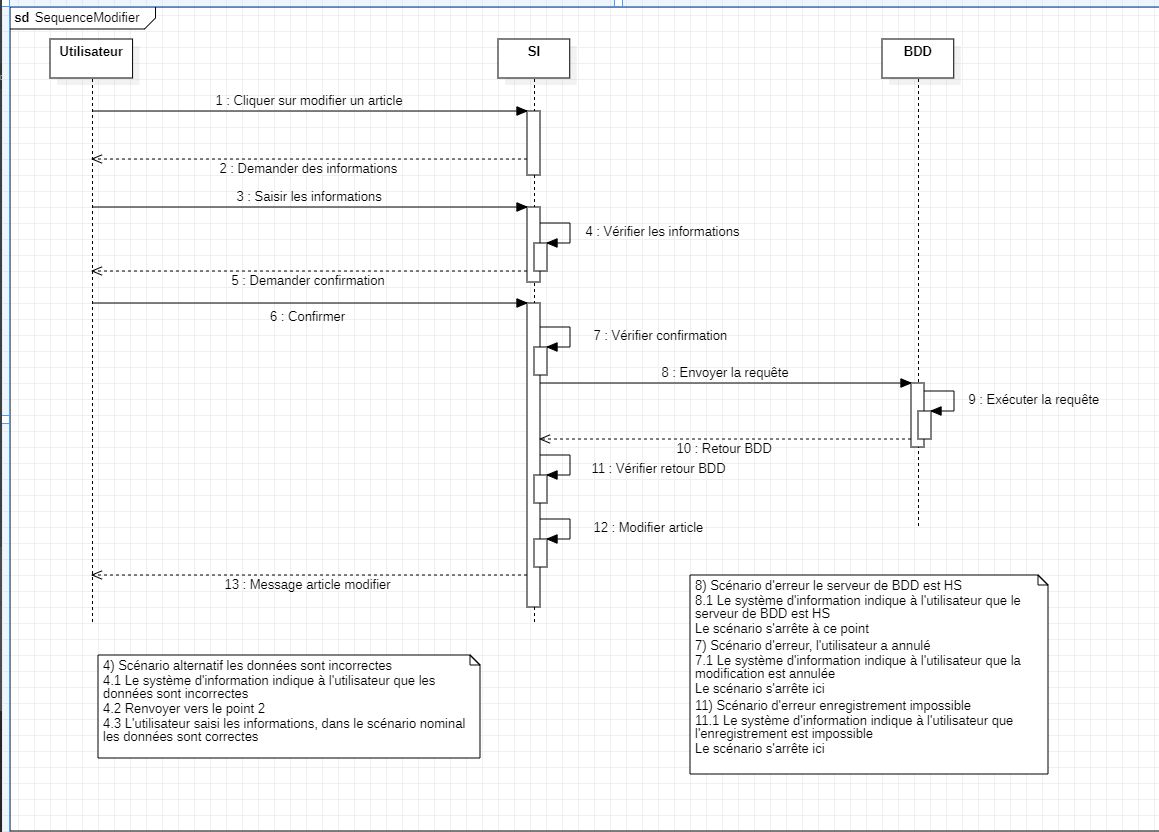 sd SequenceModifier
Utilisateur
SI
BDD
1 : Cliquer sur modifier un article
2 : Demander des informations
3 : Saisir les informations
4 : Vérifier les informations
5 : Demander confirmation
6 : Confirmer
7 : Vérifier confirmation
8 : Envoyer la requête
9 : Exécuter la requête
10 : Retour BDD
11 : Vérifier retour BDD
12 : Modifier article
13 : Message article modifier
4) Scénario alternatif les données sont incorrectes
4.1 Le système d'information indique à l'utilisateur que les
données sont incorrectes
4.2 Renvoyer vers le point 2
4.3 L'utilisateur saisi les informations, dans le scénario nominal
les données sont correctes
8) Scénario d'erreur le serveur de BDD est HS
8.1 Le système d'information indique à l'utilisateur que le
serveur de BDD est HS
Le scénario s'arrête à ce point
7) Scénario d'erreur, l'utilisateur a annulé
7.1 Le système d'information indique à l'utilisateur que la
modification est annulée
Le scénario s'arrête ici
11) Scénario d'erreur enregistrement impossible
11.1 Le système d'information indique à l'utilisateur que
l'enregistrement est impossible
Le scénario s'arrête ici